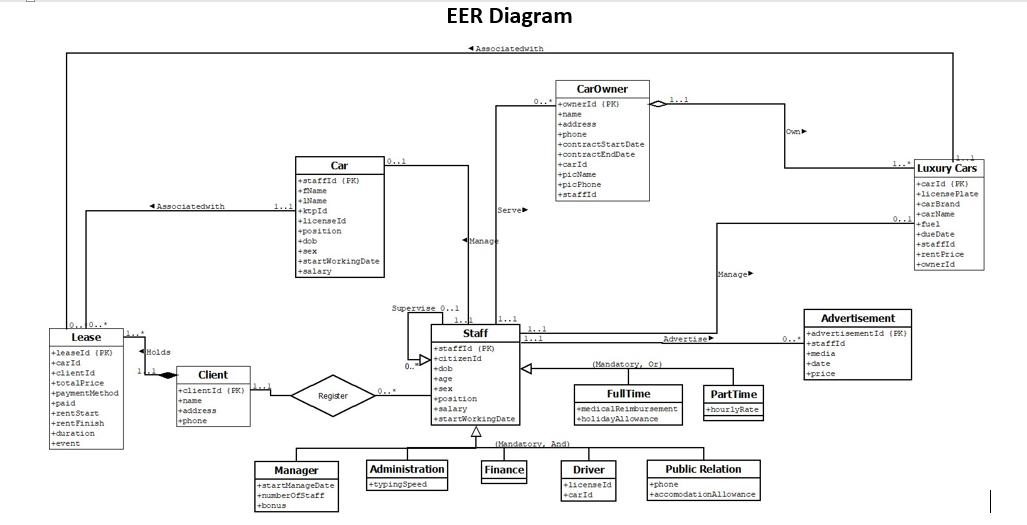 EER Diagram
◄ Associatedwith
CarOwner
+ownerId (PK)
+name
+address
+phone
+contractStartDate
+contractEndDate
+carId
+picName
+picPhone
+staffId
0..*
1..1
Own►
1..*
1..1
Luxury Cars
+carId (PK)
+licensePlate
+carBrand
+carName
+fuel
+dueDate
+staffId
+rentPrice
+ownerId
0..1
Car
+staffId (PK)
+fName
+lName
+ktpId
+licenseId
+position
+dob
+sex
+startWorkingDate
+salary
0..1
◄ Associatedwith
1..1
Serve►
◄ Manage
Manage►
Supervise 0..1
0..*
1..1
1..1
1..1
1..1
Advertise►
0..*
Staff
+staffId (PK)
+citizenId
+dob
+age
+sex
+position
+salary
+startWorkingDate
Advertisement
+advertisementId (PK)
+staffId
+media
+date
+price
0..*
Lease
+leaseId (PK)
+carId
+clientId
+totalPrice
+paymentMethod
+paid
+rentStart
+rentFinish
+duration
+event
1..*
◄Holds
1..1
Client
+clientId (PK)
+name
+address
+phone
1..1
Register
0..*
(Mandatory, Or)
FullTime
+medicalReimbursement
+holidayAllowance
PartTime
+hourlyRate
(Mandatory, And)
Manager
+startManageDate
+numberOfStaff
+bonus
Administration
+typingSpeed
Finance
Driver
+licenseId
+carId
Public Relation
+phone
+accomodationAllowance